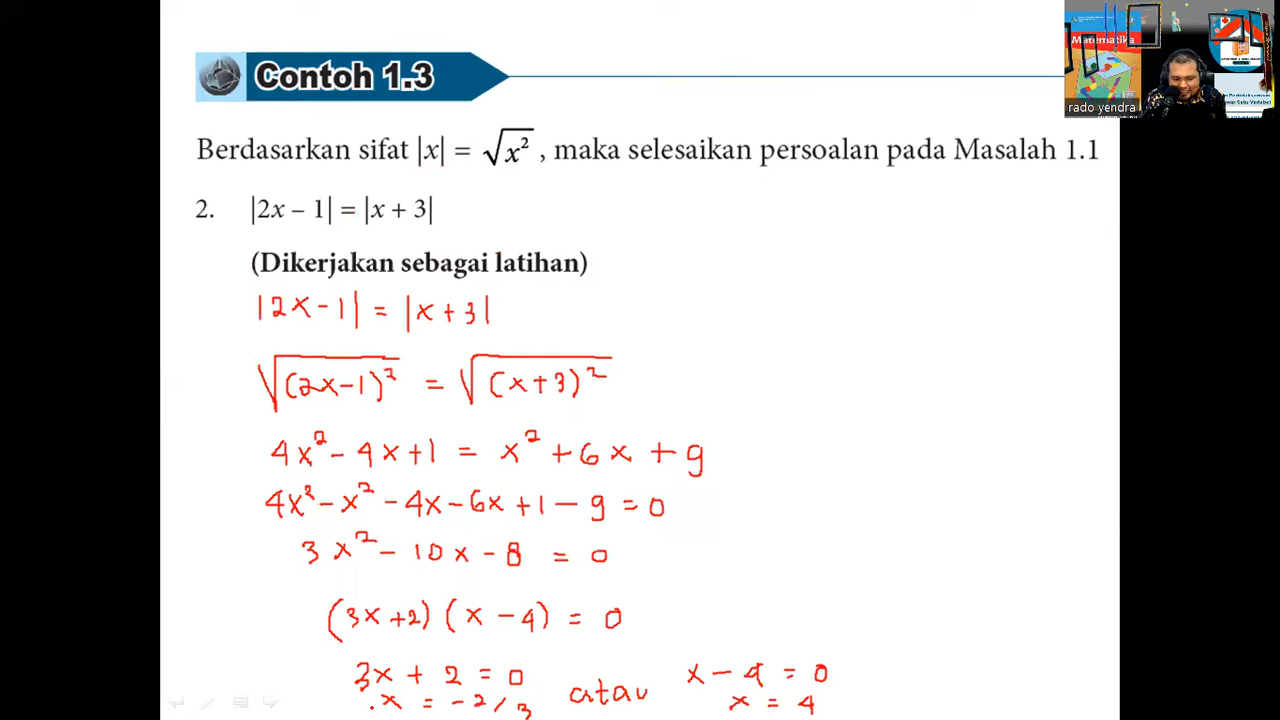 Contoh 1.3
Berdasarkan sifat |x| = √x², maka selesaikan persoalan pada Masalah 1.1
2. |2x – 1| = |x + 3|
(Dikerjakan sebagai latihan)
|2x - 1| = |x + 3|
√(2x-1)² = √(x+3)²
4x² - 4x + 1 = x² + 6x + 9
4x² - x² - 4x - 6x + 1 - 9 = 0
3x² - 10x - 8 = 0
(3x + 2) (x - 4) = 0
3x + 2 = 0 atau x - 4 = 0
x = -2/3 x = 4
Matematika
rado yendra
Satu Variabel